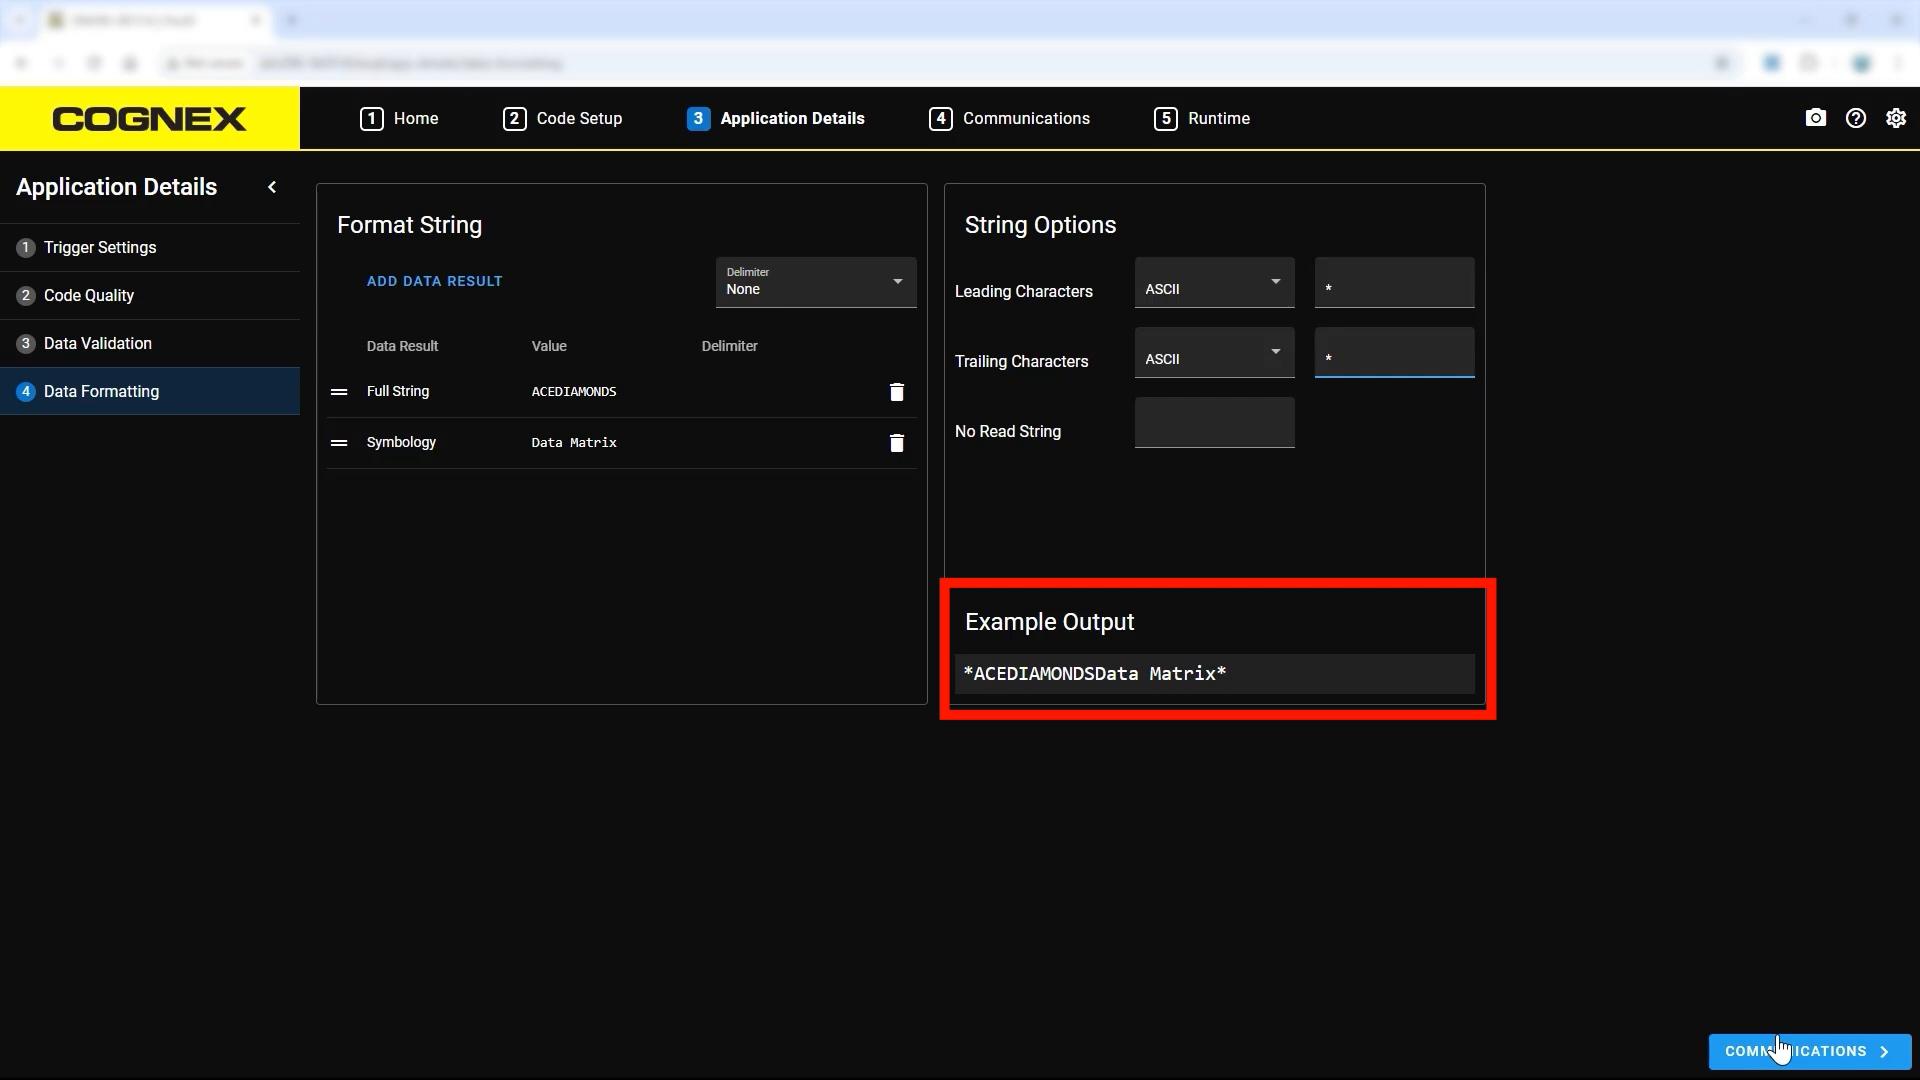 COGNEX
1 Home
2 Code Setup
3 Application Details
4 Communications
5 Runtime
Application Details
1 Trigger Settings
2 Code Quality
3 Data Validation
4 Data Formatting
Format String
ADD DATA RESULT
Delimiter
None
Data Result Value Delimiter
Full String ACEDIAMONDS
Symbology Data Matrix
String Options
Leading Characters ASCII *
Trailing Characters ASCII *
No Read String
Example Output
*ACEDIAMONDSData Matrix*
COMMUNICATIONS